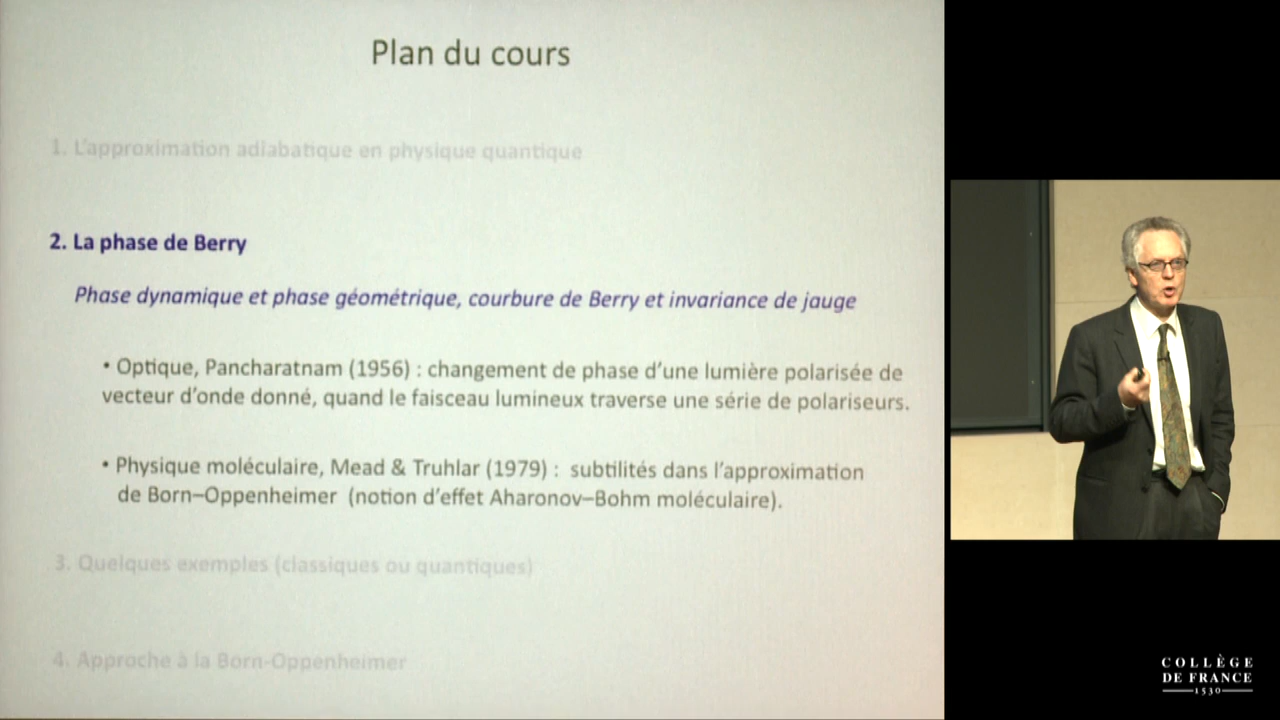 Plan du cours
1. L'approximation adiabatique en physique quantique
2. La phase de Berry
Phase dynamique et phase géométrique, courbure de Berry et invariance de jauge
• Optique, Pancharatnam (1956) : changement de phase d'une lumière polarisée de
vecteur d'onde donné, quand le faisceau lumineux traverse une série de polariseurs.
• Physique moléculaire, Mead & Truhlar (1979) : subtilités dans l'approximation
de Born–Oppenheimer (notion d'effet Aharonov–Bohm moléculaire).
3. Quelques exemples (classiques ou quantiques)
4. Approche à la Born-Oppenheimer
COLLÈGE
DE FRANCE
1530